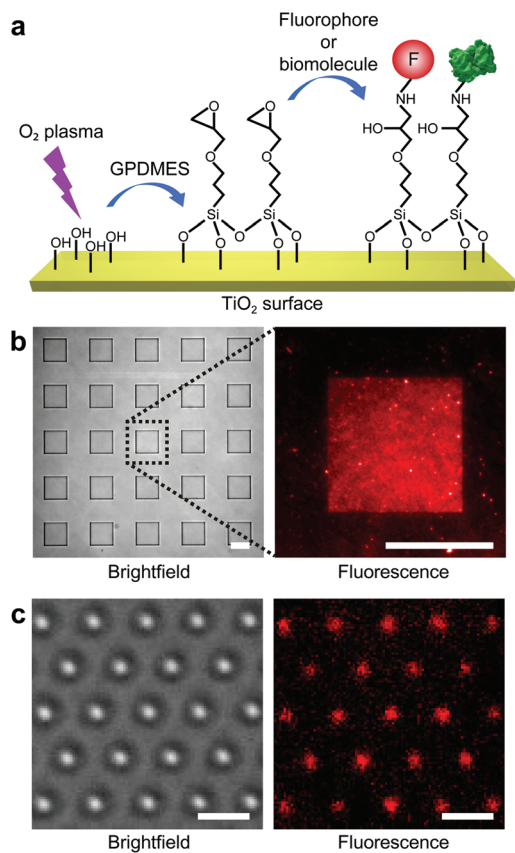 a
Fluorophore
or
biomolecule
F
O₂ plasma
GPDMES
O O
O O
NH NH
HO HO
O O
Si Si Si Si
OH OH OH OH
O O O O O O O O
TiO₂ surface
b
Brightfield Fluorescence
c
Brightfield Fluorescence